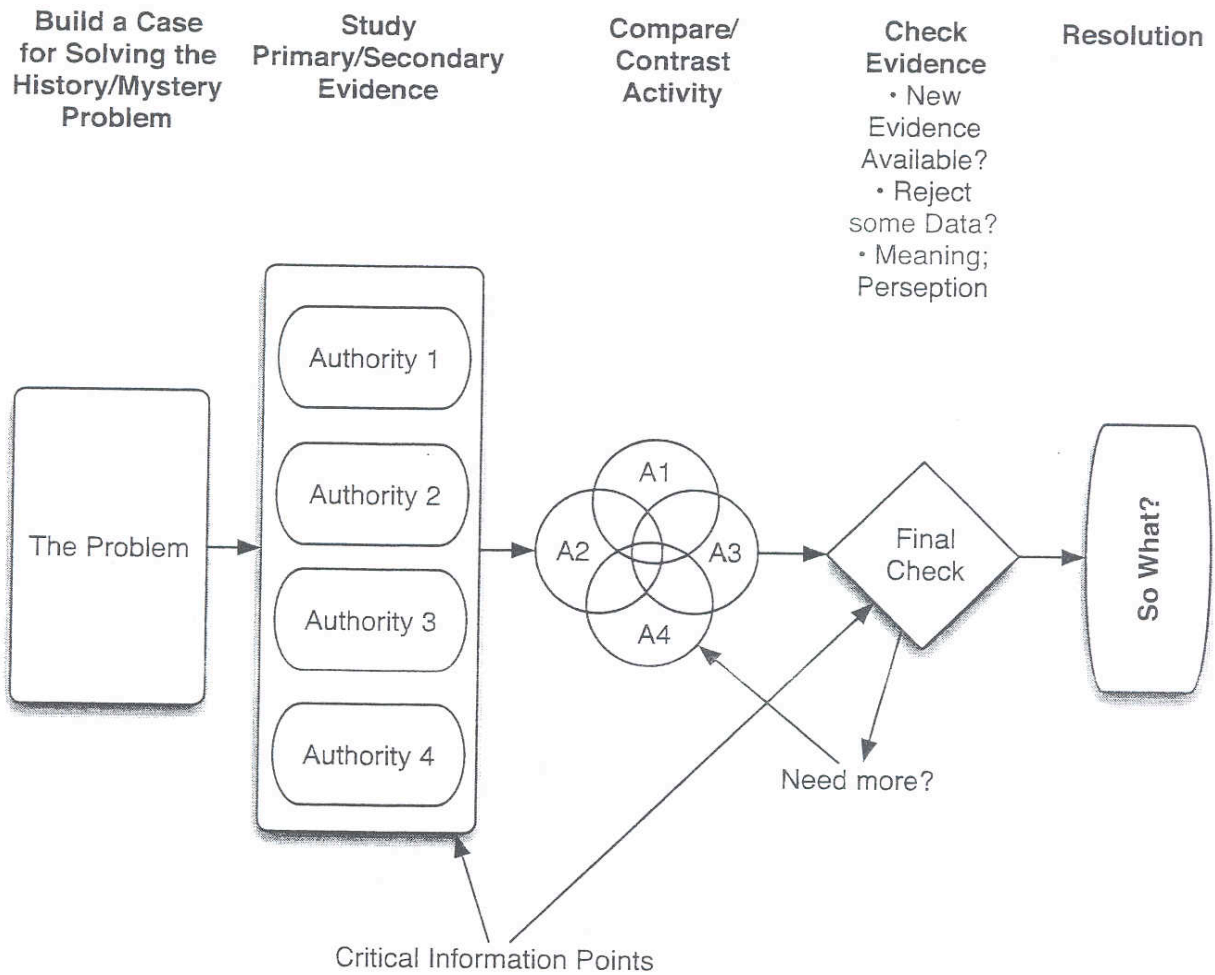 Build a Case
for Solving the
History/Mystery
Problem
Study
Primary/Secondary
Evidence
Compare/
Contrast
Activity
Check
Evidence
• New
Evidence
Available?
• Reject
some Data?
• Meaning;
Perseption
Resolution
The Problem
Authority 1
Authority 2
Authority 3
Authority 4
A1
A2
A3
A4
Final
Check
So What?
Need more?
Critical Information Points